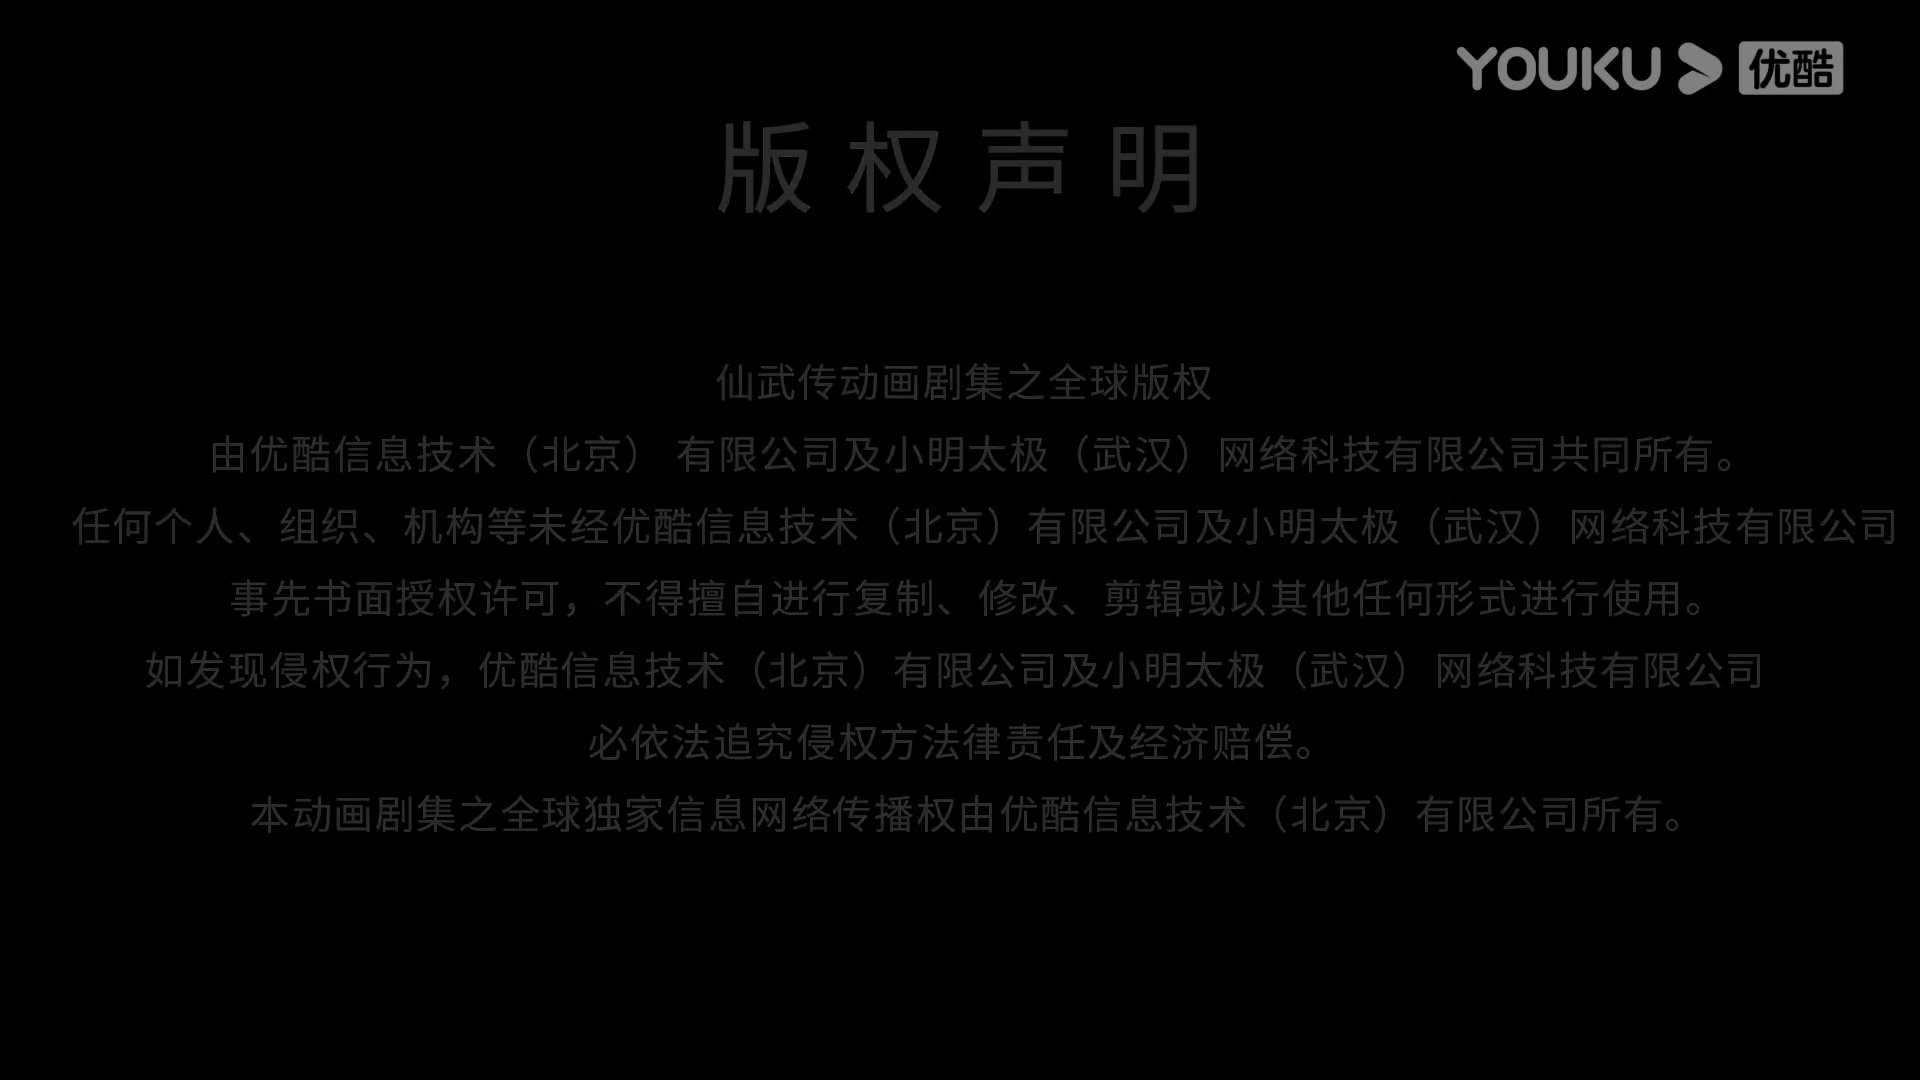 YOUKU 优酷
版权声明
仙武传动画剧集之全球版权
由优酷信息技术（北京） 有限公司及小明太极（武汉）网络科技有限公司共同所有。
任何个人、组织、机构等未经优酷信息技术（北京）有限公司及小明太极（武汉）网络科技有限公司
事先书面授权许可，不得擅自进行复制、修改、剪辑或以其他任何形式进行使用。
如发现侵权行为，优酷信息技术（北京）有限公司及小明太极（武汉）网络科技有限公司
必依法追究侵权方法律责任及经济赔偿。
本动画剧集之全球独家信息网络传播权由优酷信息技术（北京）有限公司所有。